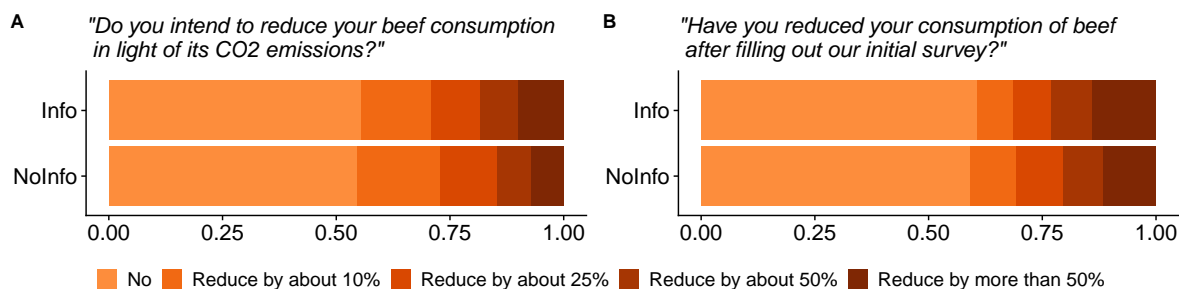 A
"Do you intend to reduce your beef consumption
in light of its CO2 emissions?"
Info
NoInfo
0.00 0.25 0.50 0.75 1.00
B
"Have you reduced your consumption of beef
after filling out our initial survey?"
Info
NoInfo
0.00 0.25 0.50 0.75 1.00
No Reduce by about 10% Reduce by about 25% Reduce by about 50% Reduce by more than 50%